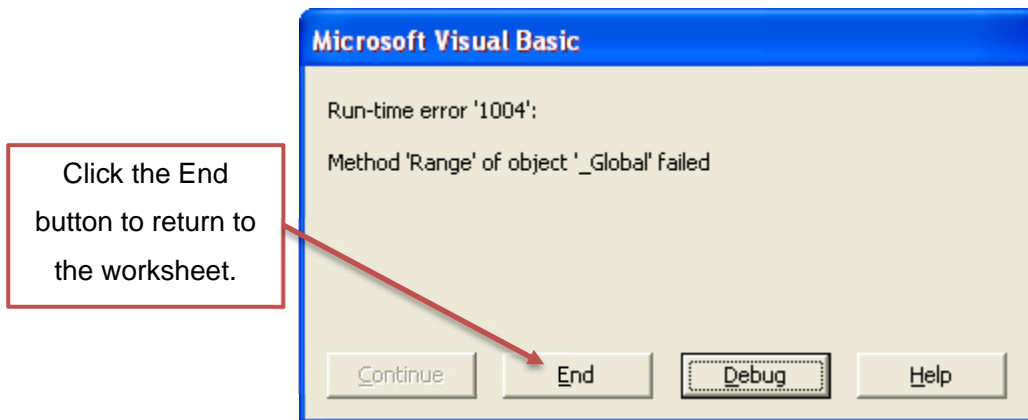 Microsoft Visual Basic
Run-time error '1004':
Method 'Range' of object '_Global' failed
Click the End
button to return to
the worksheet.
Continue
End
Debug
Help